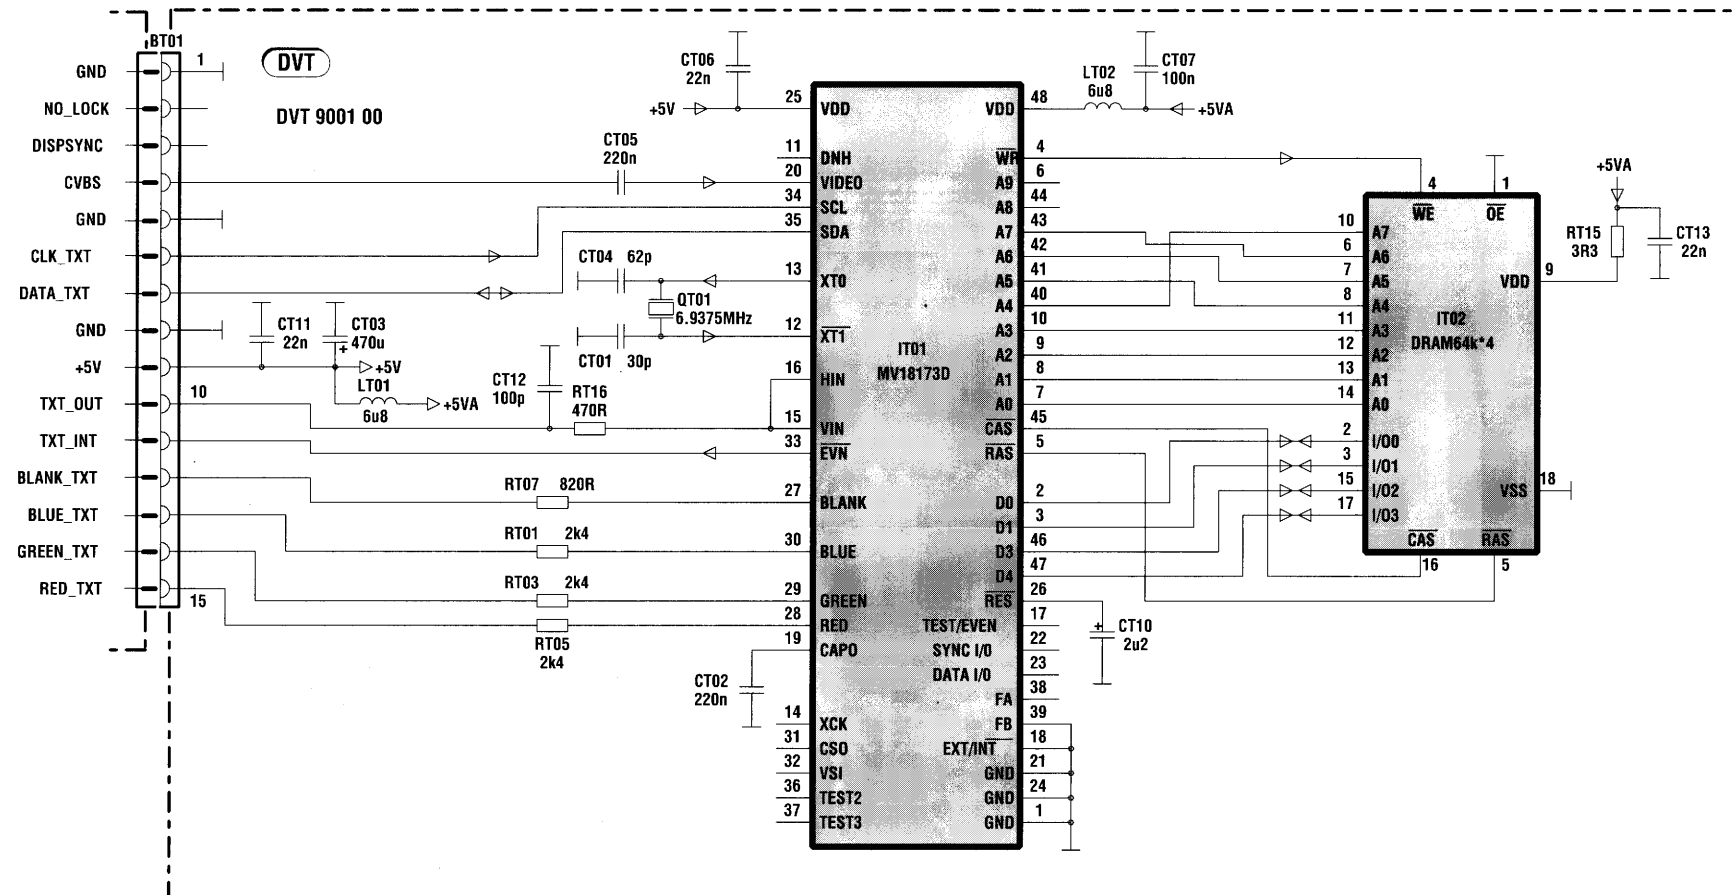 BT01
GND
1
NO_LOCK
DISPSYNC
CVBS
GND
CLK_TXT
DATA_TXT
GND
+5V
TXT_OUT
10
TXT_INT
BLANK_TXT
BLUE_TXT
GREEN_TXT
RED_TXT
15
DVT
DVT 9001 00
CT06
22n
+5V
CT05
220n
CT04 62p
QT01
6.9375MHz
CT01 30p
CT11
22n
CT03
470u
+
+5V
LT01
6u8
+5VA
CT12
100p
RT16
470R
RT07 820R
RT01 2k4
RT03 2k4
RT05
2k4
CT02
220n
25 VDD
11 DNH
20 VIDEO
34 SCL
35 SDA
13 XT0
12 XT1
16 HIN
15 VIN
33 EVN
27 BLANK
30 BLUE
29 GREEN
28 RED
19 CAPO
14 XCK
31 CSO
32 VSI
36 TEST2
37 TEST3
IT01
MV18173D
VDD 48
WR 4
A9 6
A8 44
A7 43
A6 42
A5 41
A4 40
A3 10
A2 9
A1 8
A0 7
CAS 45
RAS 5
D0 2
D1 3
D3 46
D4 47
RES 26
TEST/EVEN 17
SYNC I/O 22
DATA I/O 23
FA 38
FB 39
EXT/INT 18
GND 21
GND 24
GND 1
LT02
6u8
CT07
100n
+5VA
+
CT10
2u2
4
WE
1
OE
10 A7
6 A6
7 A5
8 A4
11 A3
12 A2
13 A1
14 A0
2 I/O0
3 I/O1
15 I/O2
17 I/O3
IT02
DRAM64k*4
VDD 9
VSS 18
CAS
16
RAS
5
+5VA
RT15
3R3
CT13
22n